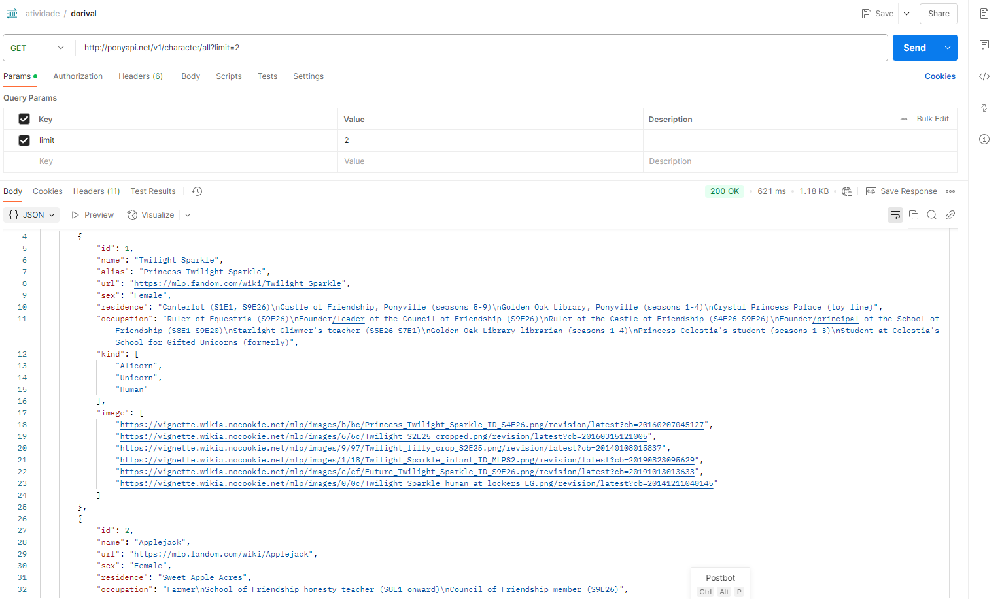 HTTP atividade / dorival Save Share
GET http://ponyapi.net/v1/character/all?limit=2 Send
Params Authorization Headers (6) Body Scripts Tests Settings Cookies
Query Params
Key Value Description Bulk Edit
limit 2
Key Value Description
Body Cookies Headers (11) Test Results 200 OK 621 ms 1.18 KB e.g. Save Response
{} JSON Preview Visualize
4 {
5 "id": 1,
6 "name": "Twilight Sparkle",
7 "alias": "Princess Twilight Sparkle",
8 "url": "https://mlp.fandom.com/wiki/Twilight_Sparkle",
9 "sex": "Female",
10 "residence": "Canterlot (S1E1, S9E26)\nCastle of Friendship, Ponyville (seasons 5-9)\nGolden Oak Library, Ponyville (seasons 1-4)\nCrystal Princess Palace (toy line)",
11 "occupation": "Ruler of Equestria (S9E26)\nFounder/leader of the Council of Friendship (S9E26)\nRuler of the Castle of Friendship (S4E26-S9E26)\nFounder/principal of the School of
Friendship (S8E1-S9E20)\nStarlight Glimmer's teacher (S5E26-S7E1)\nGolden Oak Library librarian (seasons 1-4)\nPrincess Celestia's student (seasons 1-3)\nStudent at Celestia's
School for Gifted Unicorns (formerly)",
12 "kind": [
13 "Alicorn",
14 "Unicorn",
15 "Human"
16 ],
17 "image": [
18 "https://vignette.wikia.nocookie.net/mlp/images/b/bc/Princess_Twilight_Sparkle_ID_S4E26.png/revision/latest?cb=20160207045127",
19 "https://vignette.wikia.nocookie.net/mlp/images/6/6c/Twilight_S2E25_cropped.png/revision/latest?cb=20160315121005",
20 "https://vignette.wikia.nocookie.net/mlp/images/9/97/Twilight_filly_crop_S2E25.png/revision/latest?cb=20140108015837",
21 "https://vignette.wikia.nocookie.net/mlp/images/1/18/Twilight_Sparkle_infant_ID_MLPS2.png/revision/latest?cb=20190823095629",
22 "https://vignette.wikia.nocookie.net/mlp/images/e/ef/Future_Twilight_Sparkle_ID_S9E26.png/revision/latest?cb=20191013013633",
23 "https://vignette.wikia.nocookie.net/mlp/images/0/0c/Twilight_Sparkle_human_at_lockers_EG.png/revision/latest?cb=20141211040145"
24 ]
25 },
26 {
27 "id": 2,
28 "name": "Applejack",
29 "url": "https://mlp.fandom.com/wiki/Applejack",
30 "sex": "Female",
31 "residence": "Sweet Apple Acres",
32 "occupation": "Farmer\nSchool of Friendship honesty teacher (S8E1 onward)\nCouncil of Friendship member (S9E26)",
Postbot
Ctrl Alt P